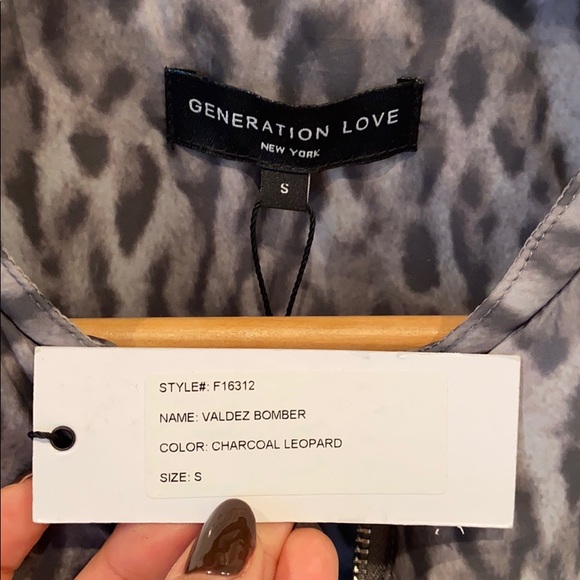 GENERATION LOVE
NEW YORK
S
STYLE#: F16312
NAME: VALDEZ BOMBER
COLOR: CHARCOAL LEOPARD
SIZE: S